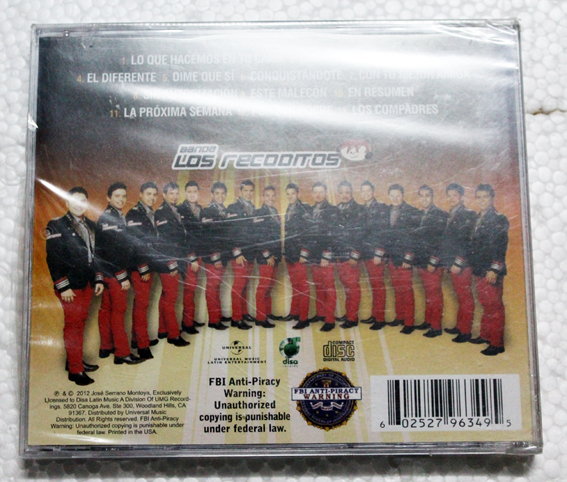 1. LO QUE HACEMOS EN
4. EL DIFERENTE 5. DIME QUE SÍ CONQUISTÁNDOTE CON TU
ESTE MALECÓN EN RESUMEN
11. LA PRÓXIMA SEMANA LOS COMPADRES
BANDA
LOS RECODITOS
UNIVERSAL
UNIVERSAL MUSIC
LATIN ENTERTAINMENT
disa
COMPACT
disc
DIGITAL AUDIO
℗ & © 2012 José Serrano Montoya, Exclusively
Licensed to Disa Latin Music A Division Of UMG Record-
ings, 5820 Canoga Ave. Ste 300, Woodland Hills, CA
91367. Distributed by Universal Music
Distribution. All Rights reserved. FBI Anti-Piracy
Warning: Unauthorized copying is punishable under
federal law. Printed in the USA.
FBI Anti-Piracy
Warning:
Unauthorized
copying is punishable
under federal law.
FBI ANTI-PIRACY
WARNING
6 02527 96349 5